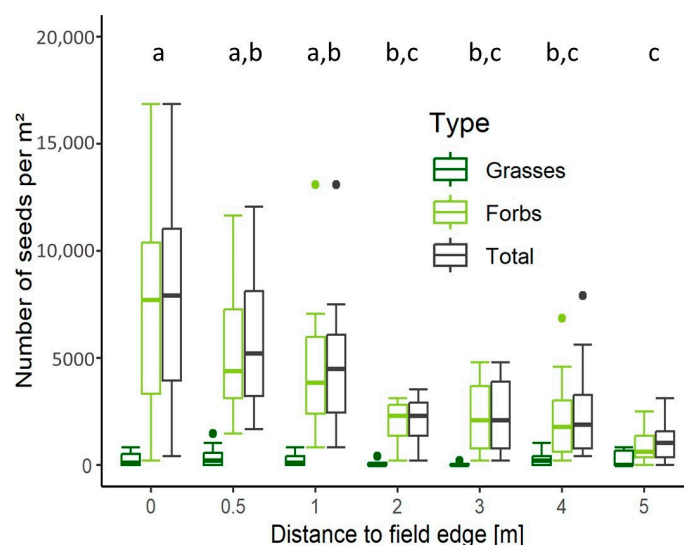 20,000
a a,b a,b b,c b,c b,c c
Number of seeds per m²
Type
15,000
Grasses
Forbs
10,000
Total
5000
0
0 0.5 1 2 3 4 5
Distance to field edge [m]